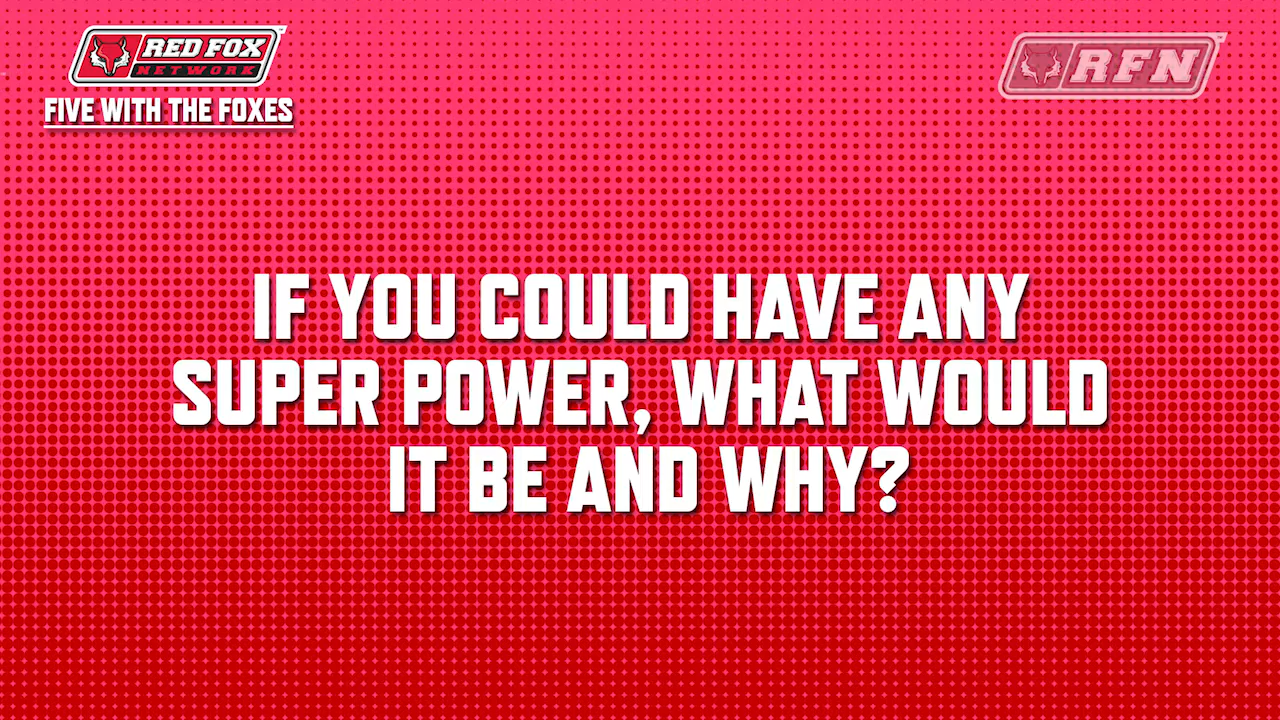 RED FOX
NETWORK
FIVE WITH THE FOXES
RFN
IF YOU COULD HAVE ANY
SUPER POWER, WHAT WOULD
IT BE AND WHY?